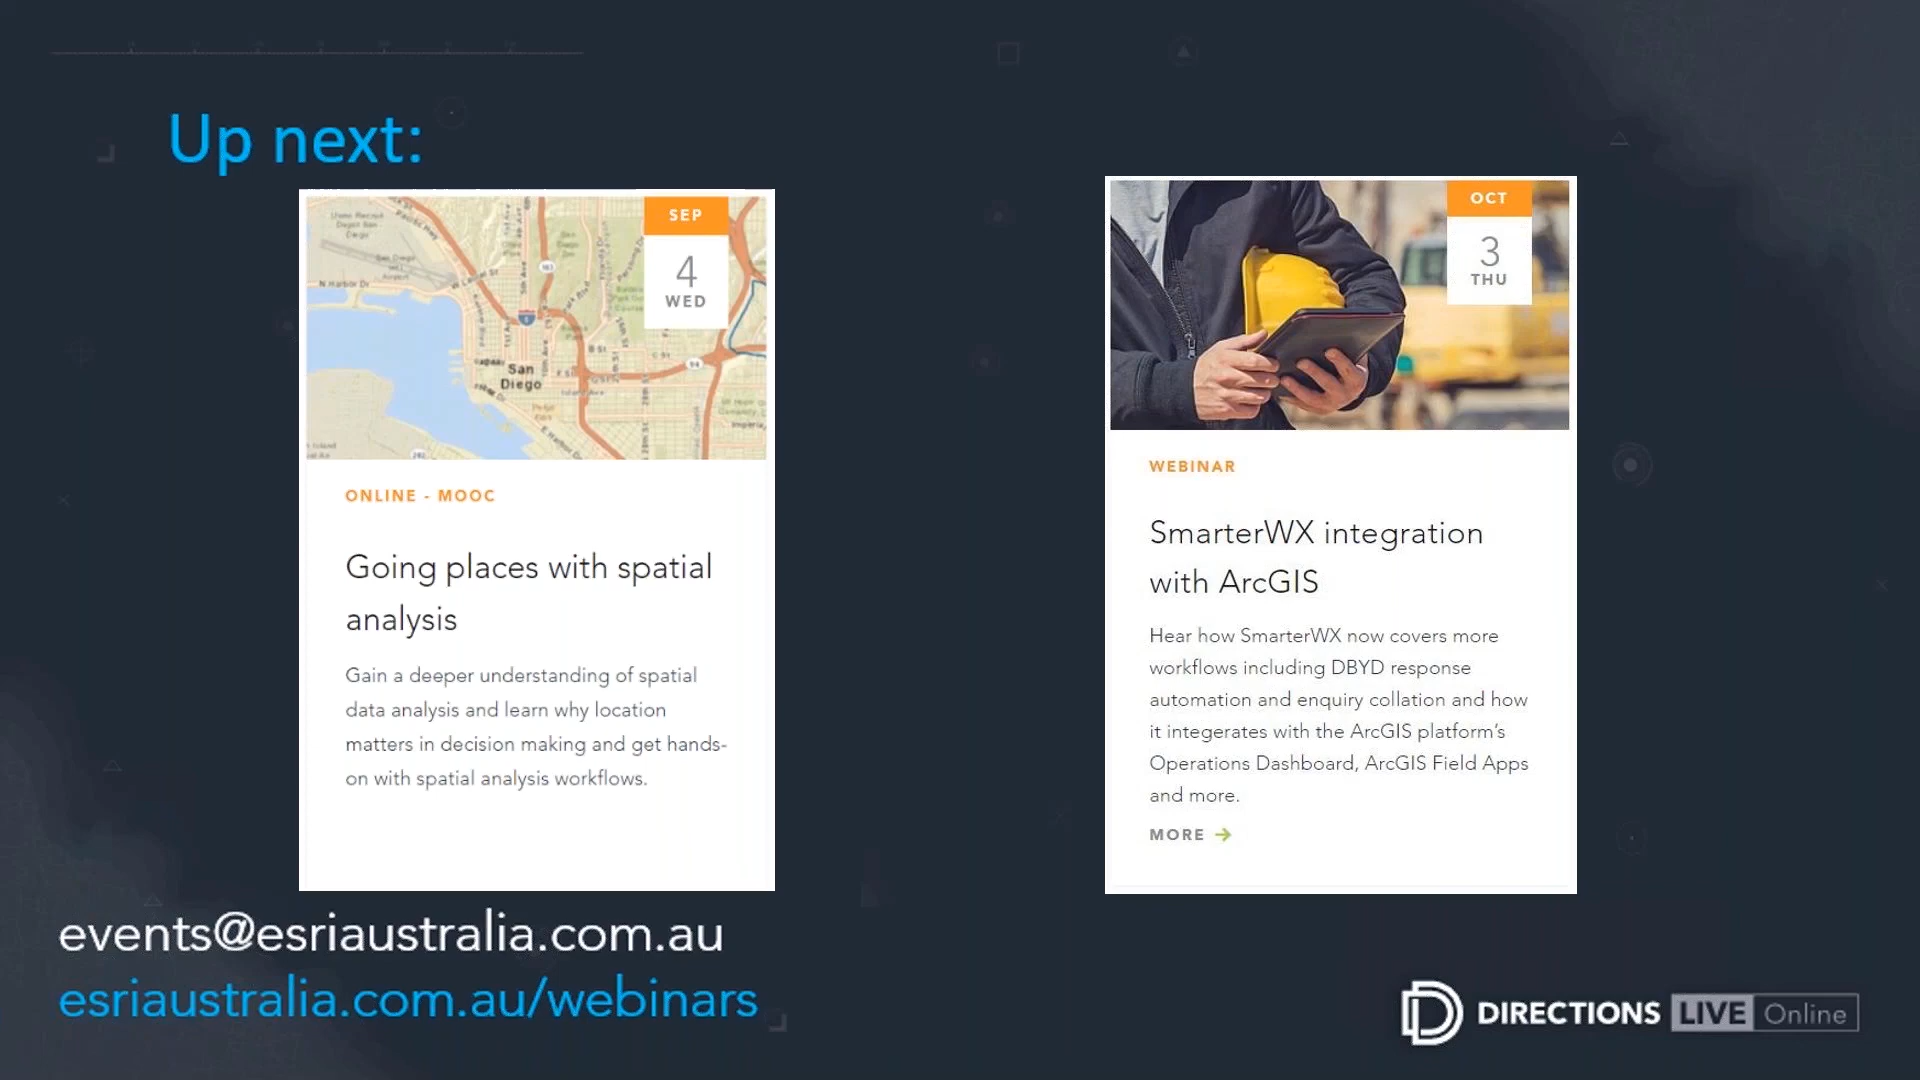 Up next:
San
Diego
SEP
4
WED
ONLINE - MOOC
Going places with spatial
analysis
Gain a deeper understanding of spatial
data analysis and learn why location
matters in decision making and get hands-
on with spatial analysis workflows.
OCT
3
THU
WEBINAR
SmarterWX integration
with ArcGIS
Hear how SmarterWX now covers more
workflows including DBYD response
automation and enquiry collation and how
it integerates with the ArcGIS platform's
Operations Dashboard, ArcGIS Field Apps
and more.
MORE
events@esriaustralia.com.au
esriaustralia.com.au/webinars
DIRECTIONS LIVE Online